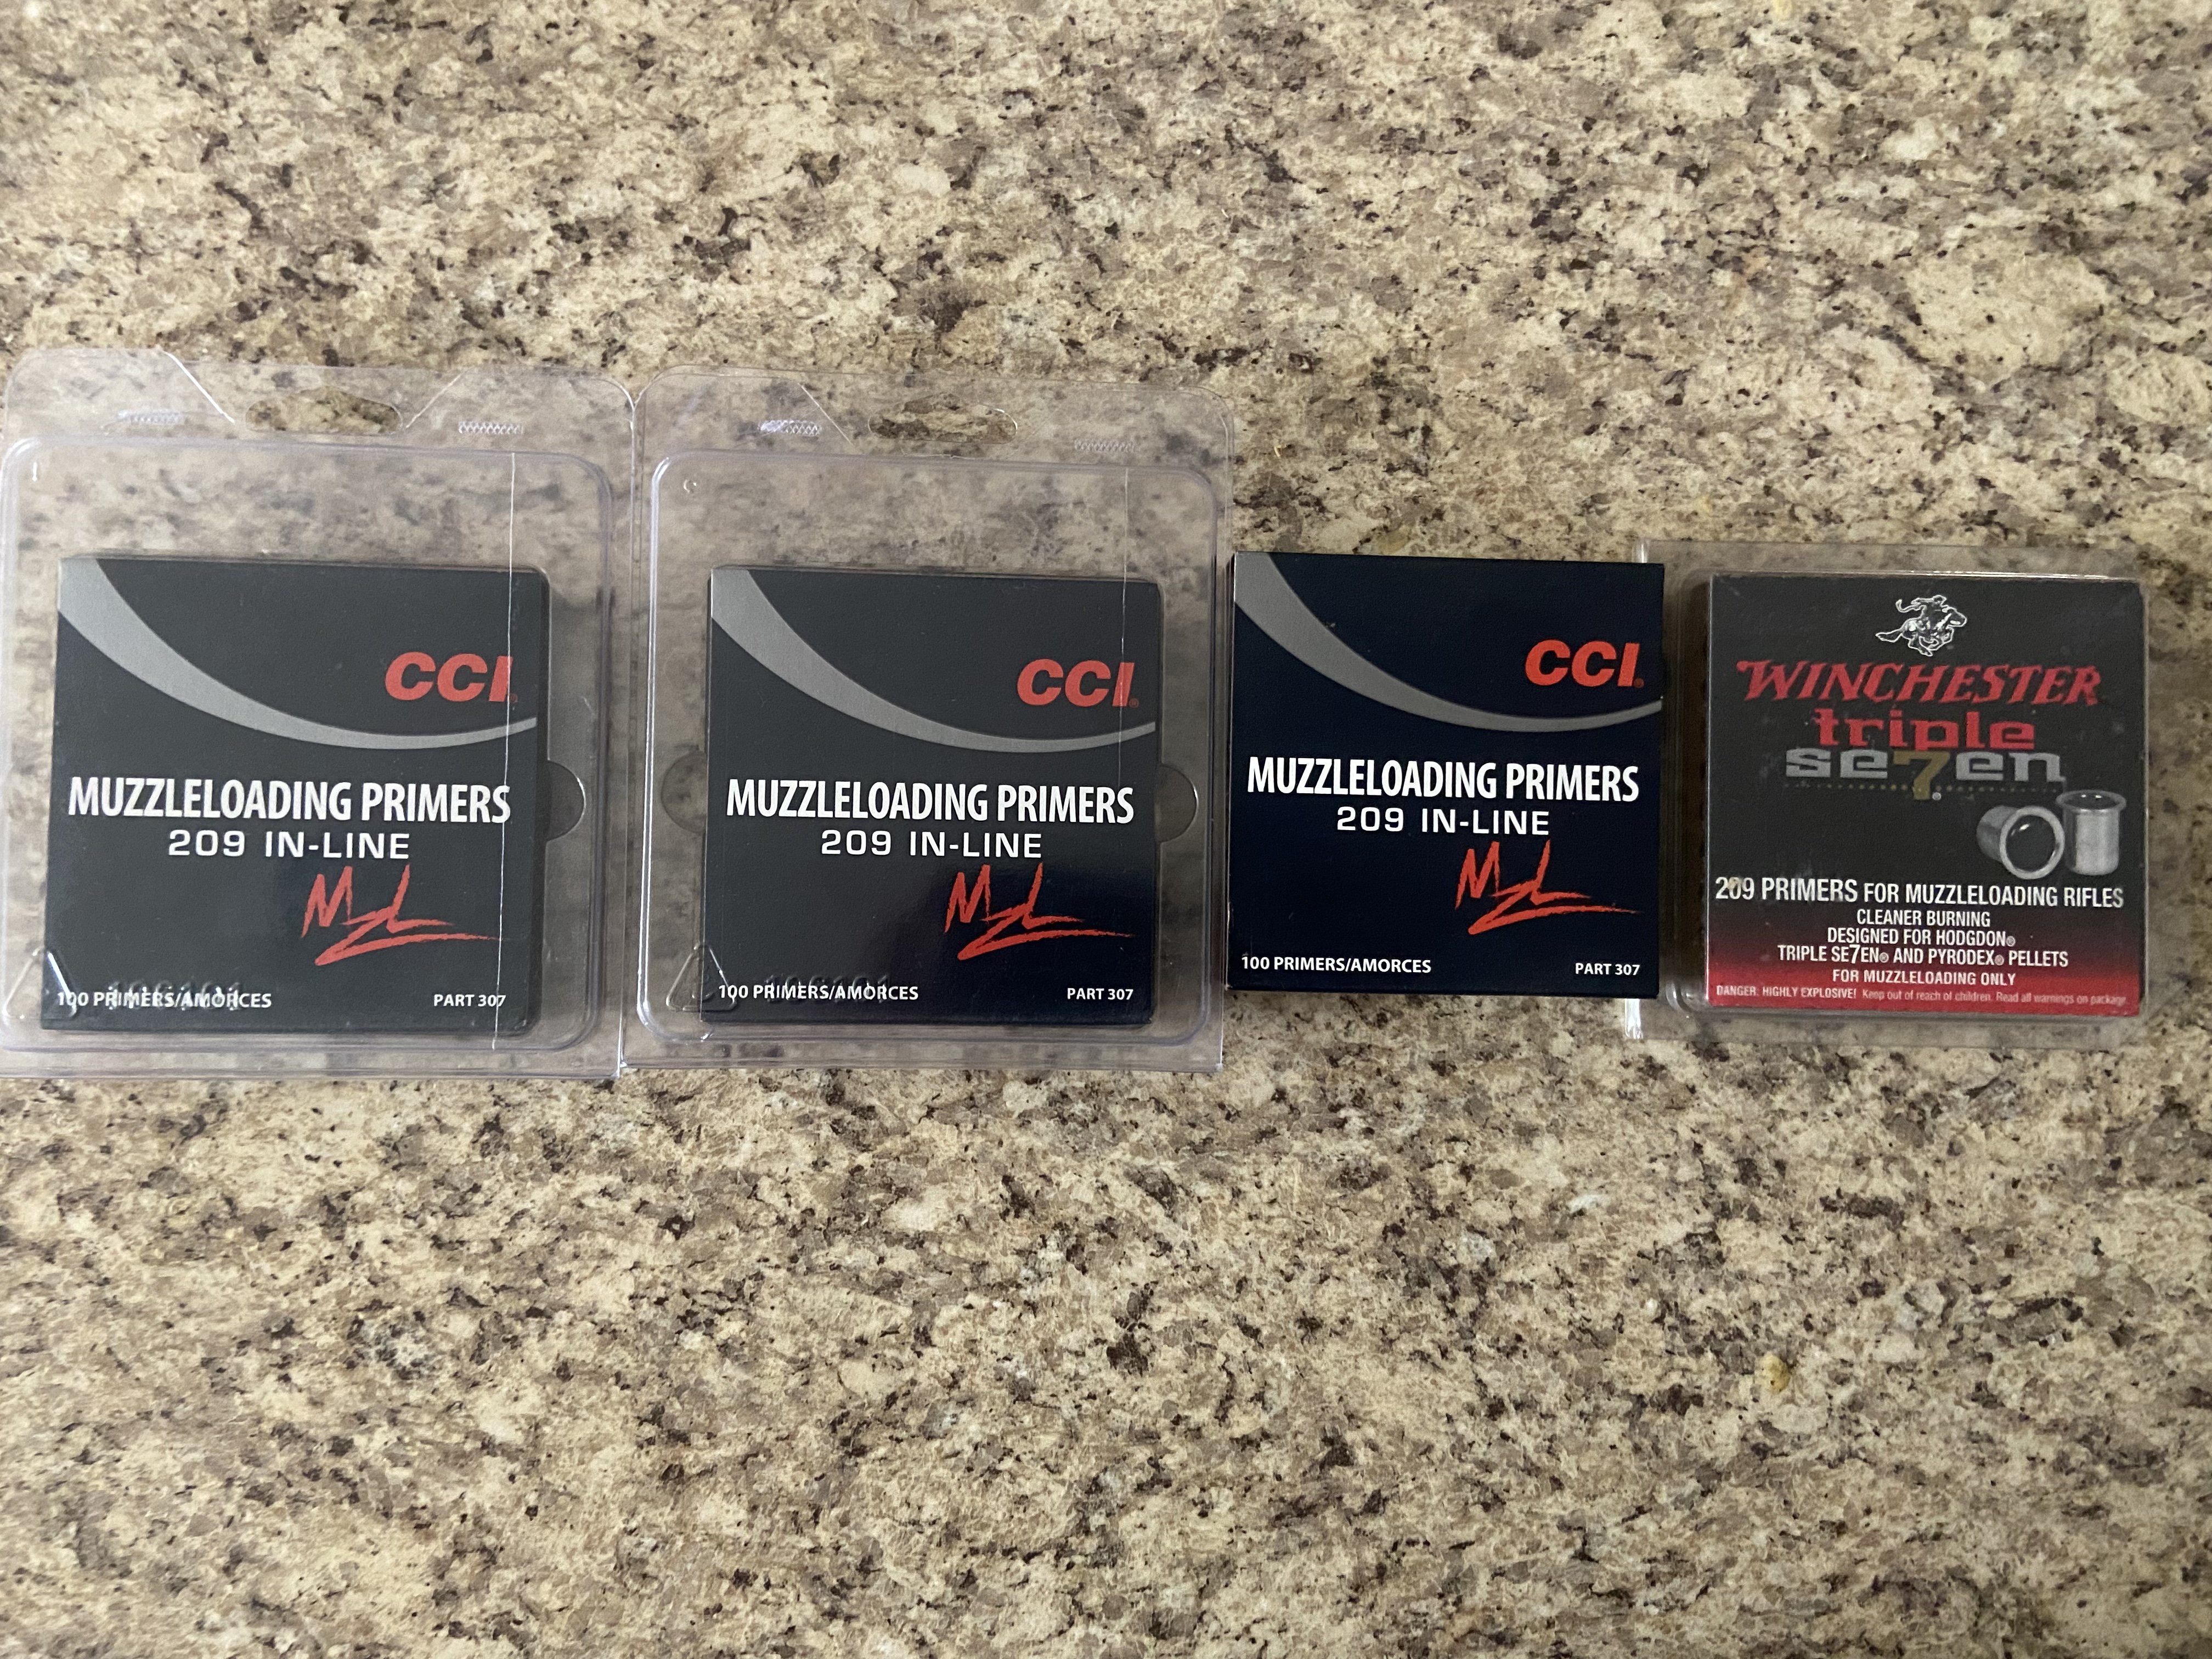 CCI
MUZZLELOADING PRIMERS
209 IN-LINE
MZL
100 PRIMERS/AMORCES
PART 307
CCI
MUZZLELOADING PRIMERS
209 IN-LINE
MZL
100 PRIMERS/AMORCES
PART 307
CCI®
MUZZLELOADING PRIMERS
209 IN-LINE
MZL
100 PRIMERS/AMORCES
PART 307
WINCHESTER
triple
se7en®
209 PRIMERS FOR MUZZLELOADING RIFLES
CLEANER BURNING
DESIGNED FOR HODGDON®
TRIPLE SE7EN® AND PYRODEX® PELLETS
FOR MUZZLELOADING ONLY
DANGER: HIGHLY EXPLOSIVE! Keep out of reach of children. Read all warnings on package.